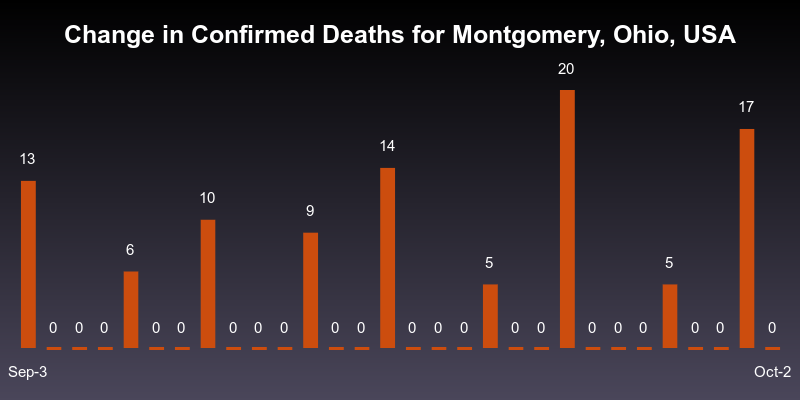 Change in Confirmed Deaths for Montgomery, Ohio, USA
13 0 0 0 6 0 0 10 0 0 0 9 0 0 14 0 0 0 5 0 0 20 0 0 0 5 0 0 17 0
Sep-3 Oct-2